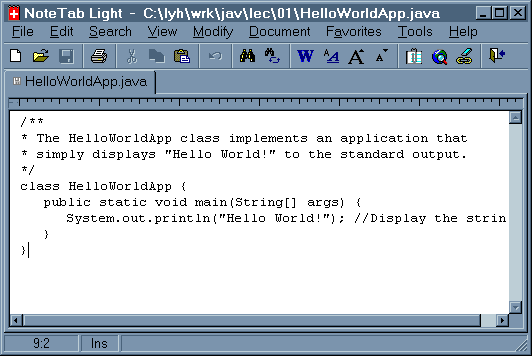 NoteTab Light - C:\lyh\wrk\jav\lec\01\HelloWorldApp.java
File Edit Search View Modify Document Favorites Tools Help
HelloWorldApp.java
/**
* The HelloWorldApp class implements an application that
* simply displays "Hello World!" to the standard output.
*/
class HelloWorldApp {
public static void main(String[] args) {
System.out.println("Hello World!"); //Display the strin
}
}
9:2 Ins